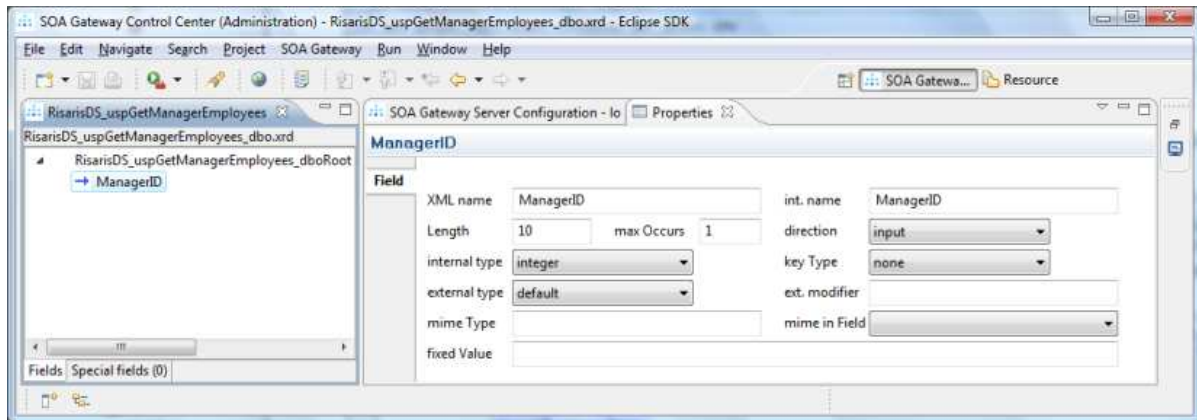 SOA Gateway Control Center (Administration) - RisarisDS_uspGetManagerEmployees_dbo.xrd - Eclipse SDK
File Edit Navigate Search Project SOA Gateway Run Window Help
SOA Gatewa... Resource
RisarisDS_uspGetManagerEmployees
SOA Gateway Server Configuration - lo Properties
RisarisDS_uspGetManagerEmployees_dbo.xrd
ManagerID
RisarisDS_uspGetManagerEmployees_dboRoot
ManagerID
Field
XML name ManagerID int. name ManagerID
Length 10 max Occurs 1 direction input
internal type integer key Type none
external type default ext. modifier
mime Type mime in Field
fixed Value
Fields Special fields (0)